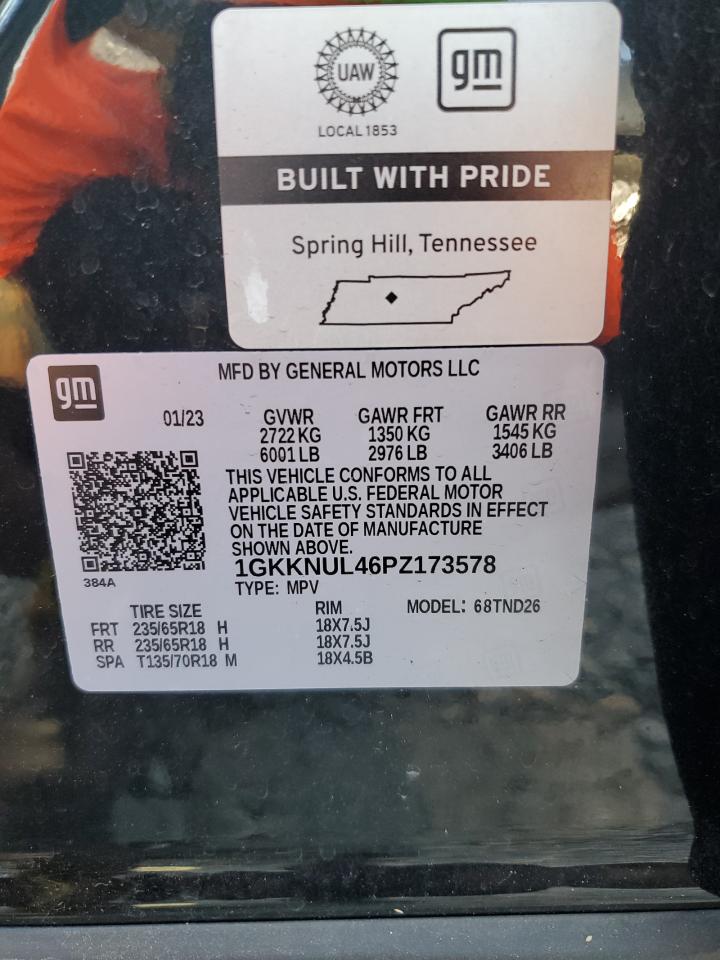 UAW
gm
LOCAL 1853
BUILT WITH PRIDE
Spring Hill, Tennessee
gm
MFD BY GENERAL MOTORS LLC
01/23 GVWR GAWR FRT GAWR RR
2722 KG 1350 KG 1545 KG
6001 LB 2976 LB 3406 LB
THIS VEHICLE CONFORMS TO ALL
APPLICABLE U.S. FEDERAL MOTOR
VEHICLE SAFETY STANDARDS IN EFFECT
ON THE DATE OF MANUFACTURE
SHOWN ABOVE.
1GKKNUL46PZ173578
384A
TYPE: MPV
TIRE SIZE RIM MODEL: 68TND26
FRT 235/65R18 H 18X7.5J
RR 235/65R18 H 18X7.5J
SPA T135/70R18 M 18X4.5B